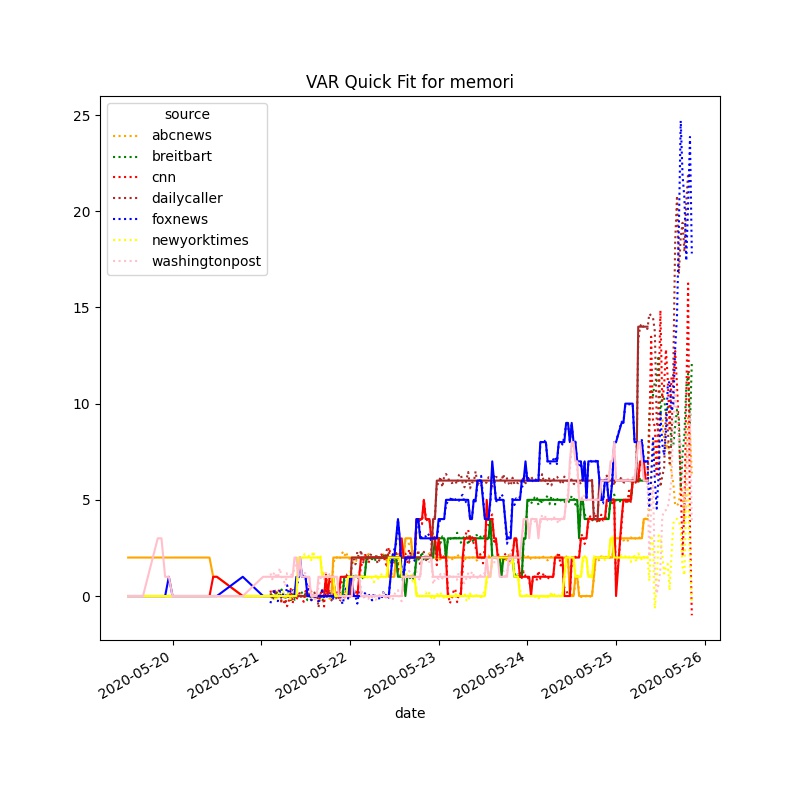 VAR Quick Fit for memori
25
20
15
10
5
0
source
abcnews
breitbart
cnn
dailycaller
foxnews
newyorktimes
washingtonpost
2020-05-20
2020-05-21
2020-05-22
2020-05-23
2020-05-24
2020-05-25
2020-05-26
date